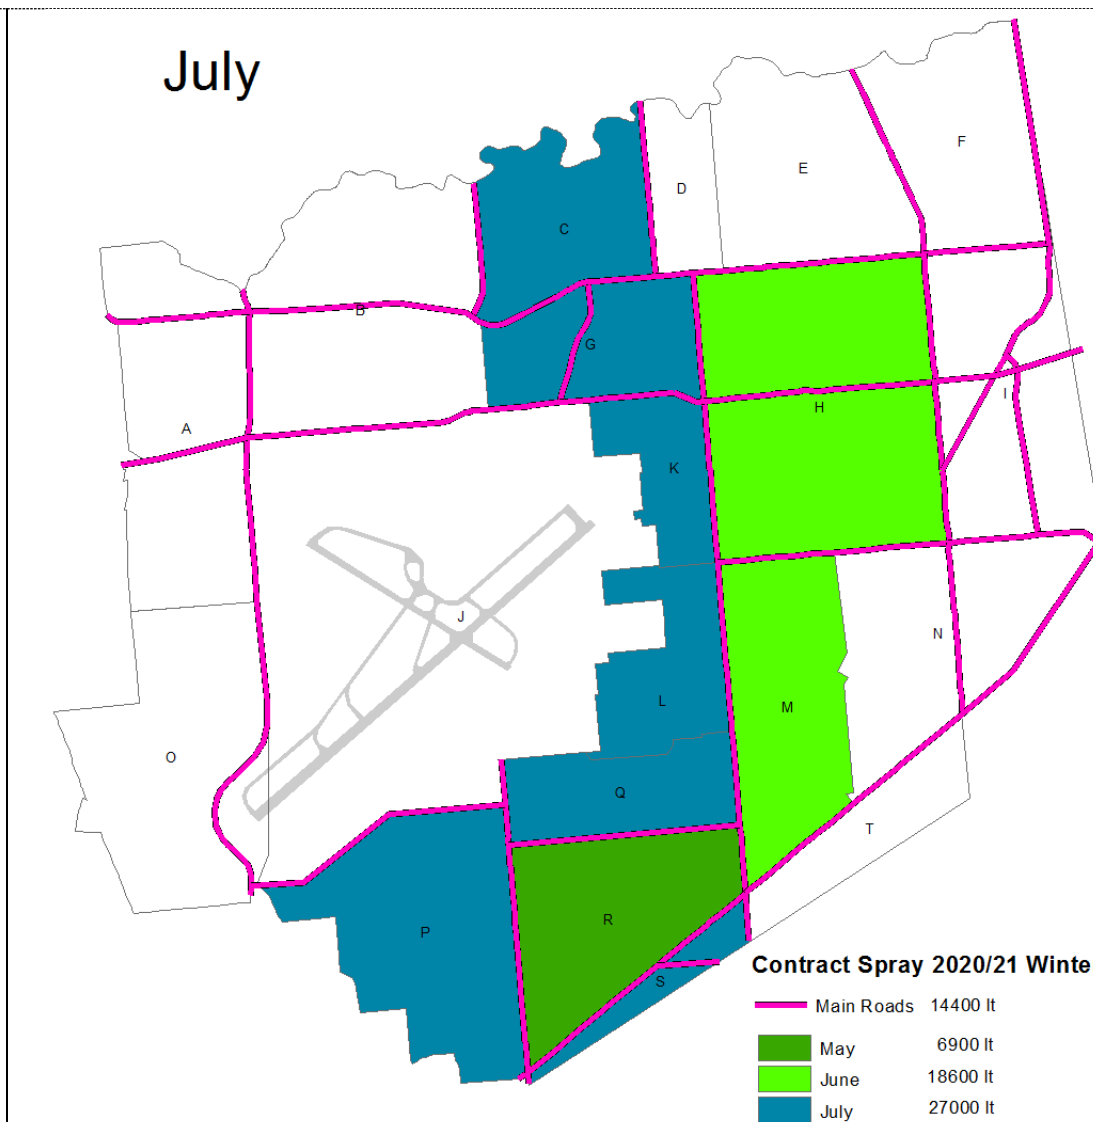 July
F
E
D
C
B
G
H
I
A
K
J
N
L
M
O
Q
T
R
P
S
Contract Spray 2020/21 Winte
Main Roads 14400 lt
May 6900 lt
June 18600 lt
July 27000 lt